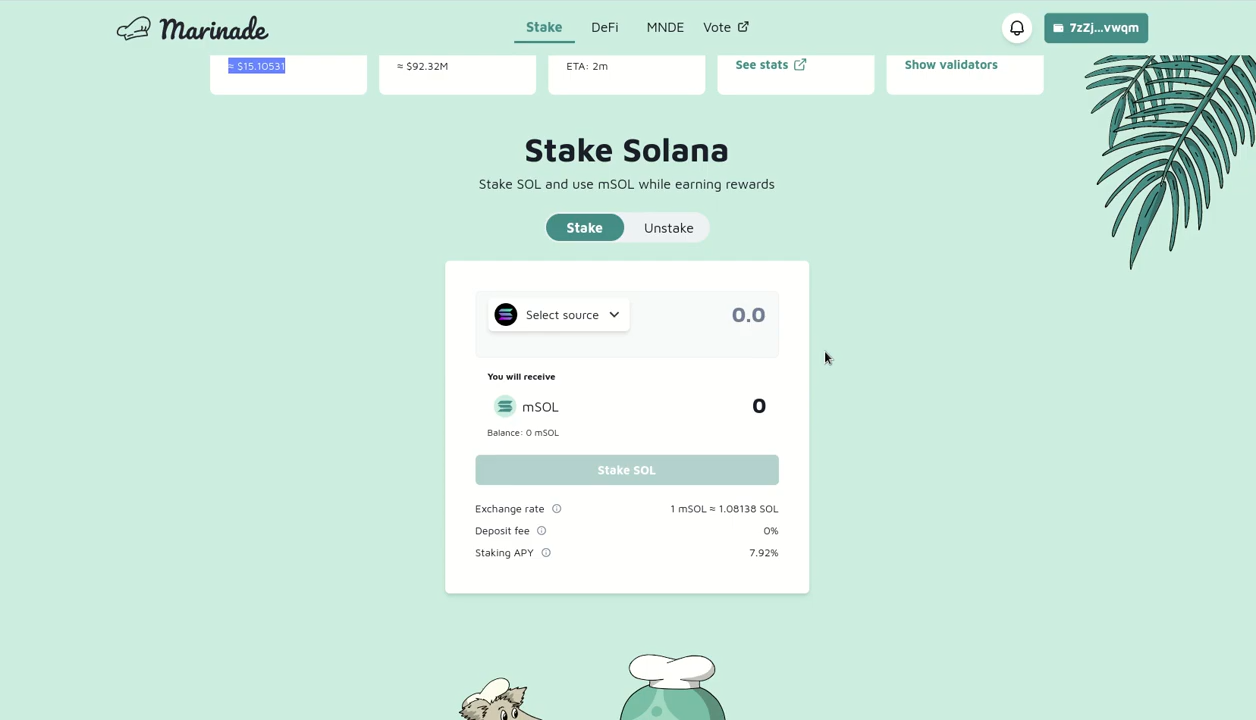 Marinade
Stake
DeFi
MNDE
Vote
7zZj...vwqm
≈ $15.10531
≈ $92.32M
ETA: 2m
See stats
Show validators
Stake Solana
Stake SOL and use mSOL while earning rewards
Stake
Unstake
Select source
0.0
You will receive
mSOL
0
Balance: 0 mSOL
Stake SOL
Exchange rate
1 mSOL ≈ 1.08138 SOL
Deposit fee
0%
Staking APY
7.92%